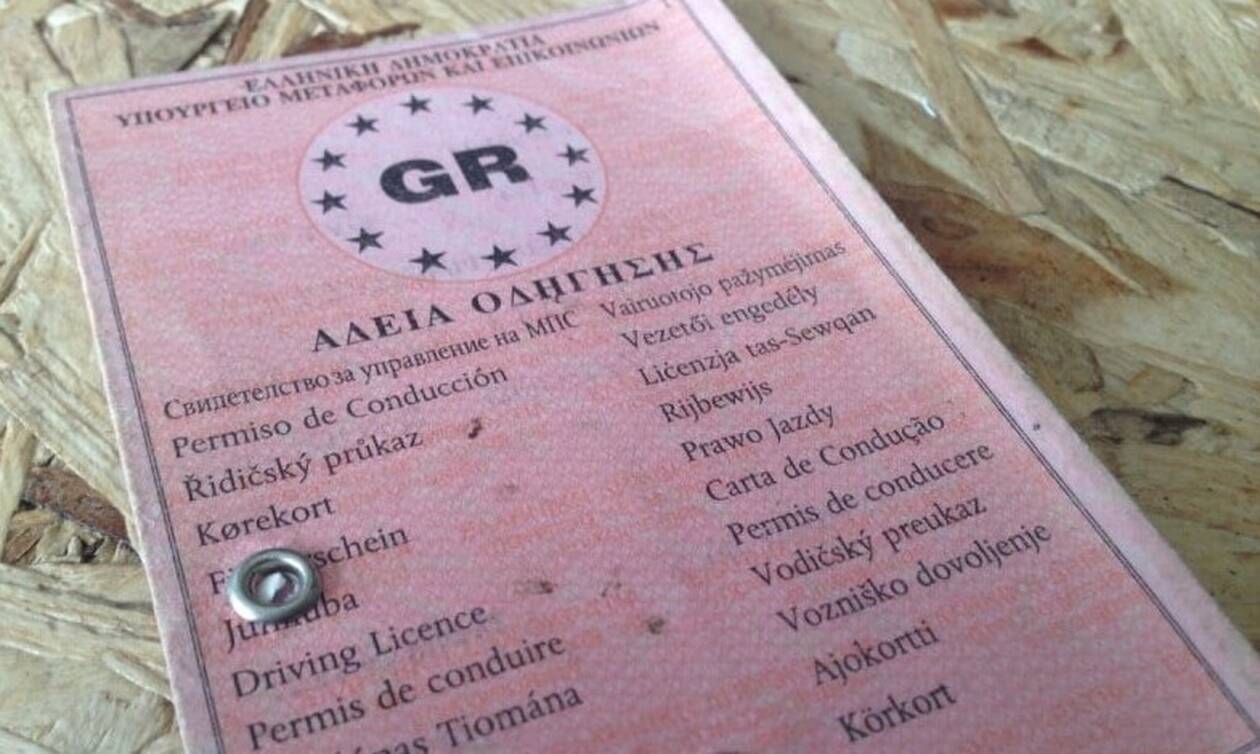 ΕΛΛΗΝΙΚΗ ΔΗΜΟΚΡΑΤΙΑ
ΥΠΟΥΡΓΕΙΟ ΜΕΤΑΦΟΡΩΝ ΚΑΙ ΕΠΙΚΟΙΝΩΝΙΩΝ
GR
ΑΔΕΙΑ ΟΔΗΓΗΣΗΣ
Свидетелство за управление на МПС
Permiso de Conducción
Řidičský průkaz
Kørekort
Driving Licence
Permis de conduire
Tiomána
Vairuotojo pažymėjimas
Vezetői engedély
Liċenzja tas-Sewqan
Rijbewijs
Prawo Jazdy
Carta de Condução
Permis de conducere
Vodičský preukaz
Vozniško dovoljenje
Ajokortti
Körkort